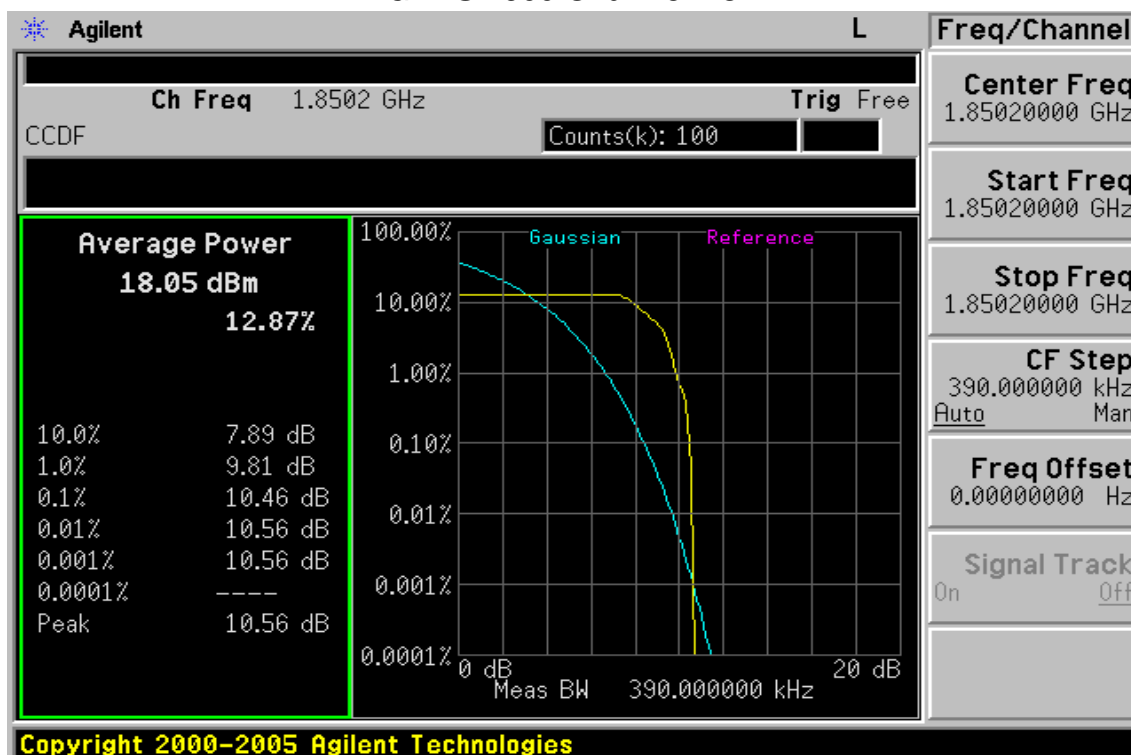 Agilent L Freq/Channel
Ch Freq 1.8502 GHz Trig Free
CCDF Counts(k): 100
Average Power
18.05 dBm
12.87%
10.0% 7.89 dB
1.0% 9.81 dB
0.1% 10.46 dB
0.01% 10.56 dB
0.001% 10.56 dB
0.0001% ----
Peak 10.56 dB
Gaussian Reference
100.00%
10.00%
1.00%
0.10%
0.01%
0.001%
0.0001%
0 dB 20 dB
Meas BW 390.000000 kHz
Center Freq
1.85020000 GHz
Start Freq
1.85020000 GHz
Stop Freq
1.85020000 GHz
CF Step
390.000000 kHz
Auto Man
Freq Offset
0.00000000 Hz
Signal Track
On Off
Copyright 2000-2005 Agilent Technologies